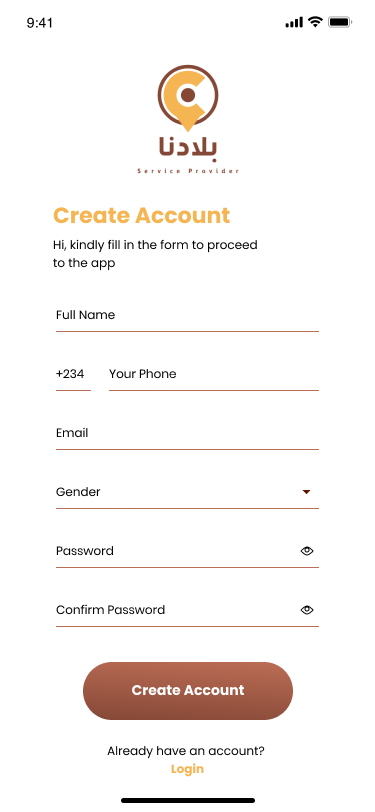 9:41
بلادنا
Service Provider
Create Account
Hi, kindly fill in the form to proceed
to the app
Full Name
+234 Your Phone
Email
Gender
Password
Confirm Password
Create Account
Already have an account?
Login